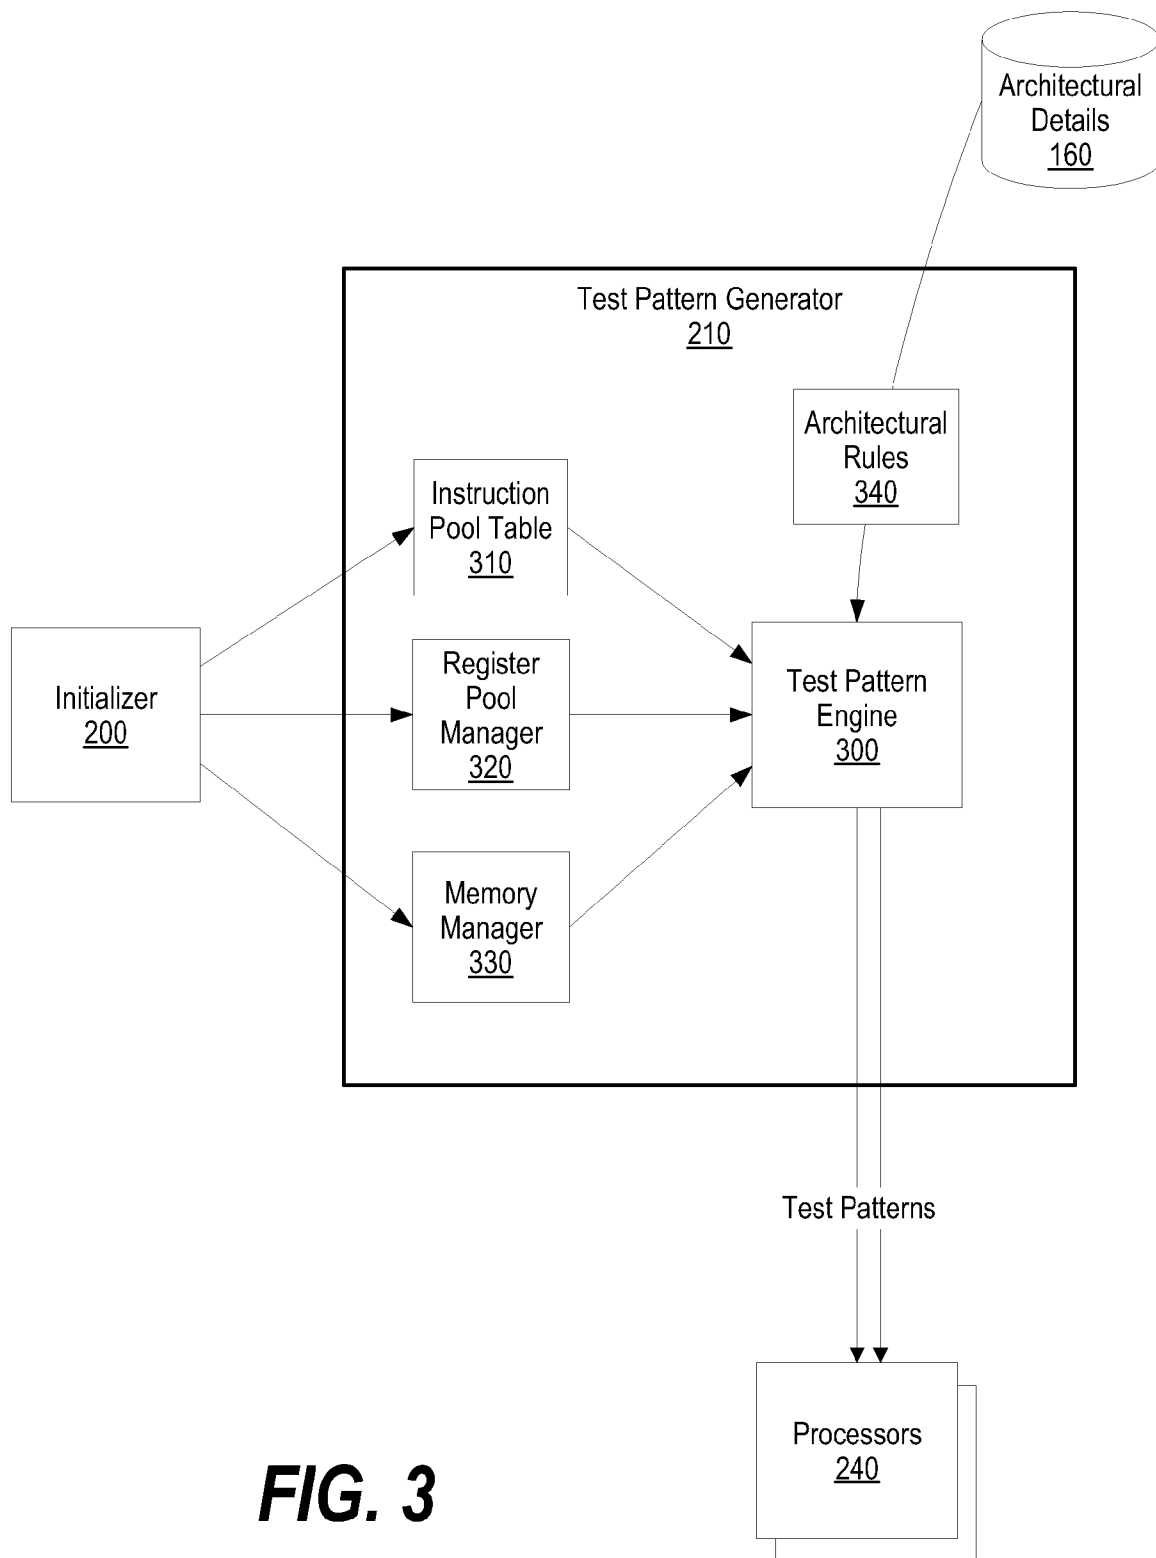 Architectural
Details
160
Test Pattern Generator
210
Architectural
Rules
340
Instruction
Pool Table
310
Register
Pool
Manager
320
Initializer
200
Test Pattern
Engine
300
Memory
Manager
330
Test Patterns
Processors
240
FIG. 3